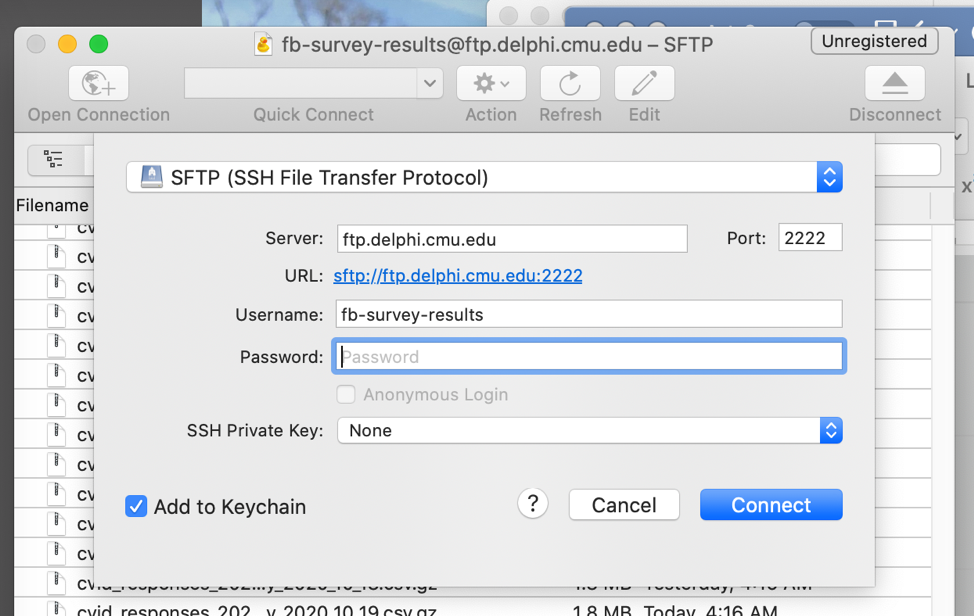 fb-survey-results@ftp.delphi.cmu.edu – SFTP
Unregistered
Open Connection
Quick Connect
Action
Refresh
Edit
Disconnect
SFTP (SSH File Transfer Protocol)
Filename
Server: ftp.delphi.cmu.edu Port: 2222
URL: sftp://ftp.delphi.cmu.edu:2222
Username: fb-survey-results
Password: Password
Anonymous Login
SSH Private Key: None
Add to Keychain
?
Cancel
Connect
cv
cv
cv
cv
cv
cv
cv
cv
cv
cv
cv
cv
cvid_responses_202...y_2020_10_18.csv.gz 1.8 MB Yesterday, 4:16 AM
cvid_responses_202...y_2020_10_19.csv.gz 1.8 MB Today, 4:16 AM